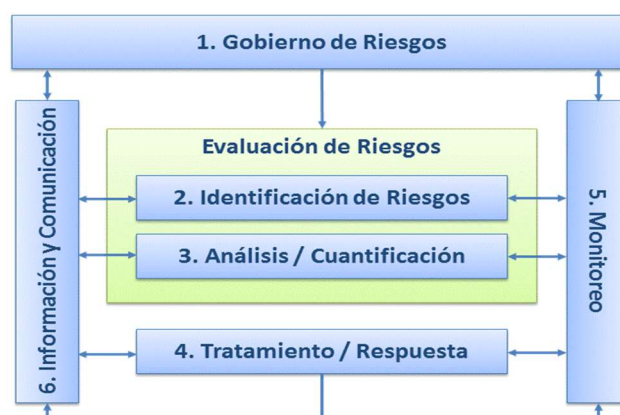 1. Gobierno de Riesgos
Evaluación de Riesgos
2. Identificación de Riesgos
3. Análisis / Cuantificación
4. Tratamiento / Respuesta
5. Monitoreo
6. Información y Comunicación